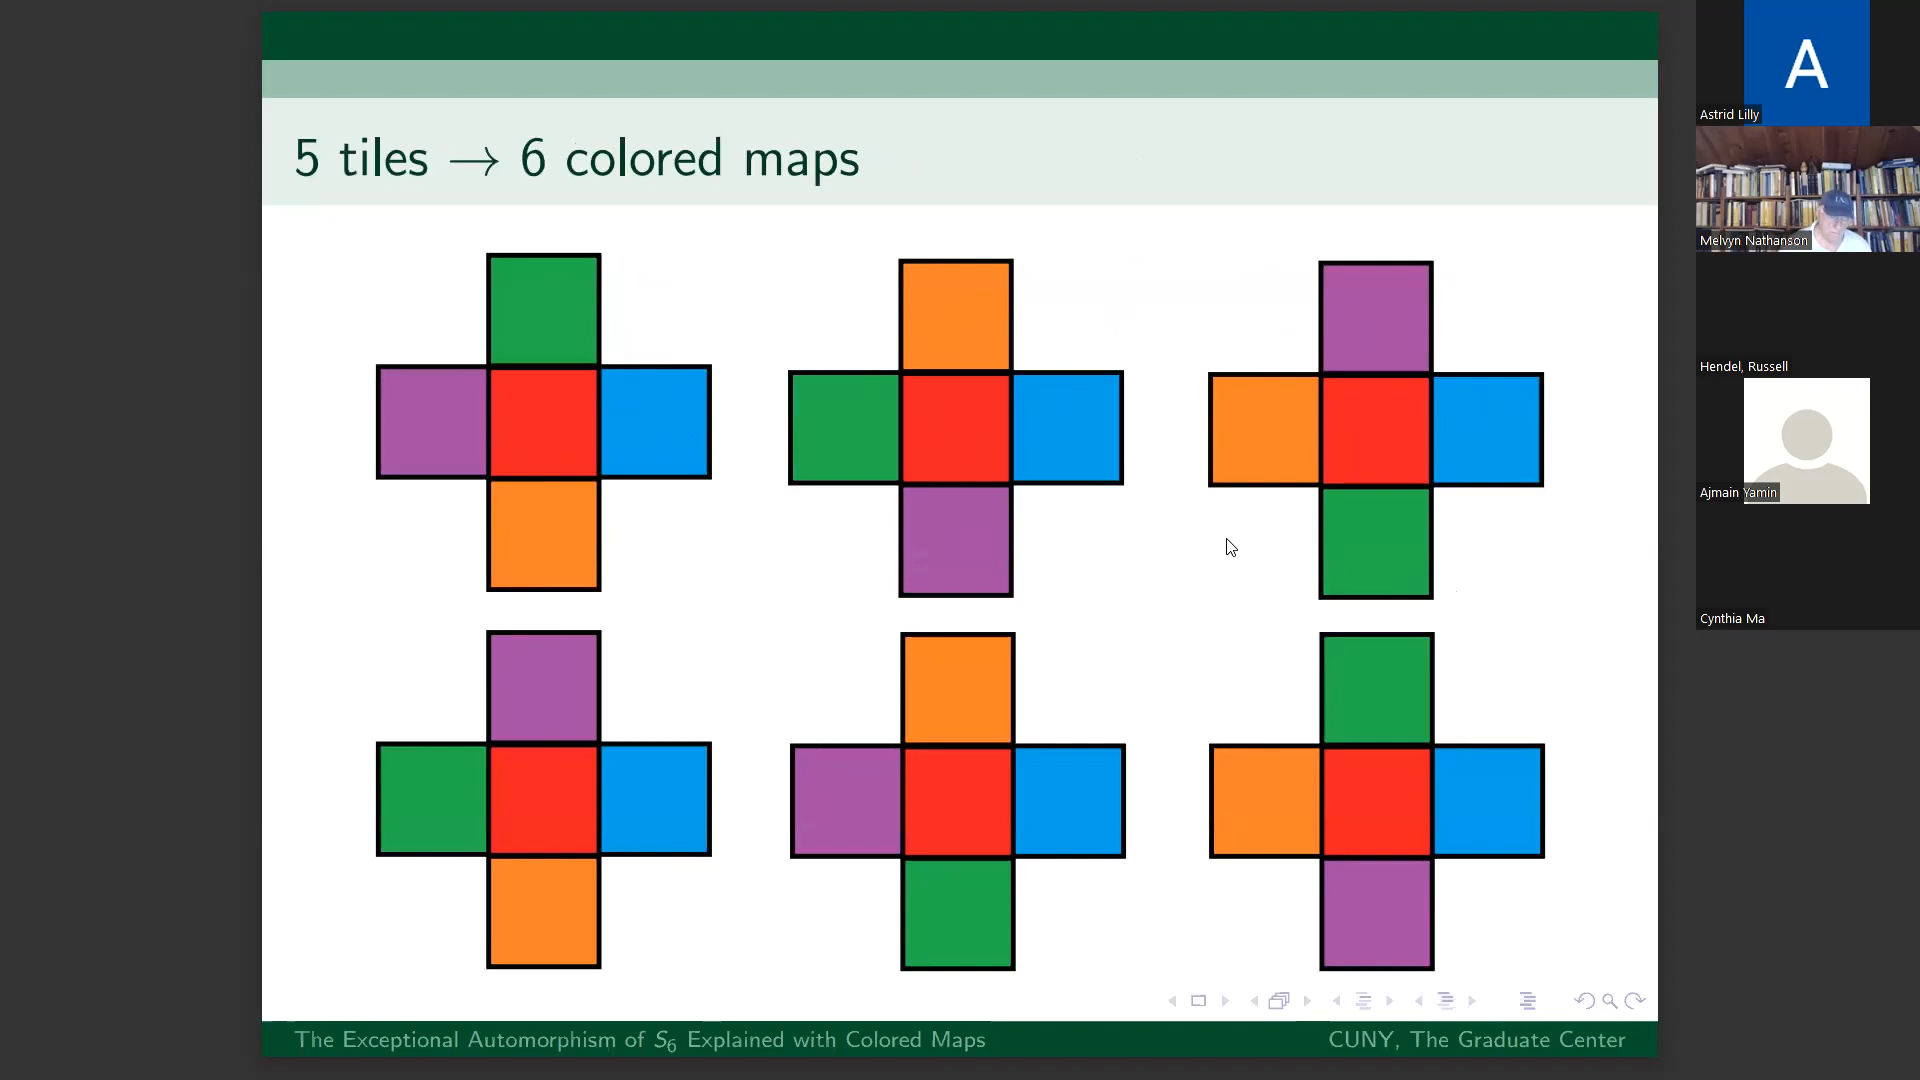 5 tiles → 6 colored maps
The Exceptional Automorphism of S₆ Explained with Colored Maps
CUNY, The Graduate Center
A
Astrid Lilly
Melvyn Nathanson
Hendel, Russell
Ajmain Yamin
Cynthia Ma